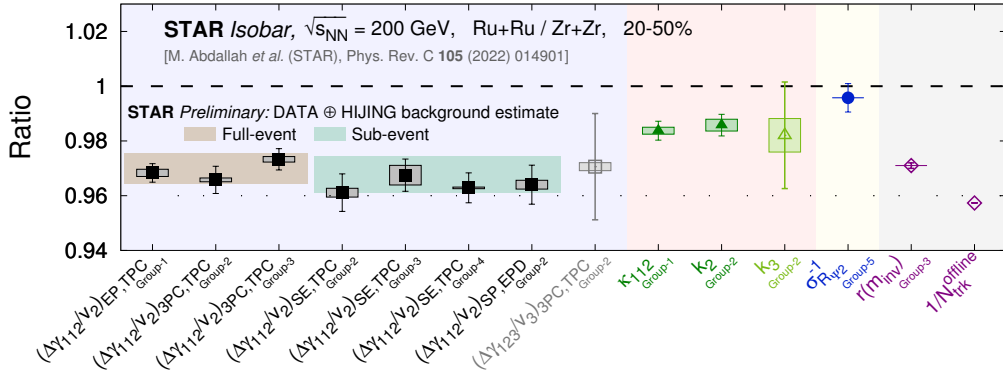 STAR Isobar, √sNN = 200 GeV, Ru+Ru / Zr+Zr, 20-50%
[M. Abdallah et al. (STAR), Phys. Rev. C 105 (2022) 014901]
STAR Preliminary: DATA ⊕ HIJING background estimate
Full-event Sub-event
Ratio
1.02
1
0.98
0.96
0.94
(Δγ112/v2)EP,TPC Group-1
(Δγ112/v2)3PC,TPC Group-2
(Δγ112/v2)3PC,TPC Group-3
(Δγ112/v2)SE,TPC Group-2
(Δγ112/v2)SE,TPC Group-3
(Δγ112/v2)SE,TPC Group-4
(Δγ112/v2)SP,EPD Group-2
(Δγ123/v3)3PC,TPC Group-2
κ112 Group-1
k2 Group-2
k3 Group-2
σ-1RΨ2 Group-5
r(minv) Group-3
1/Nofflinetrk